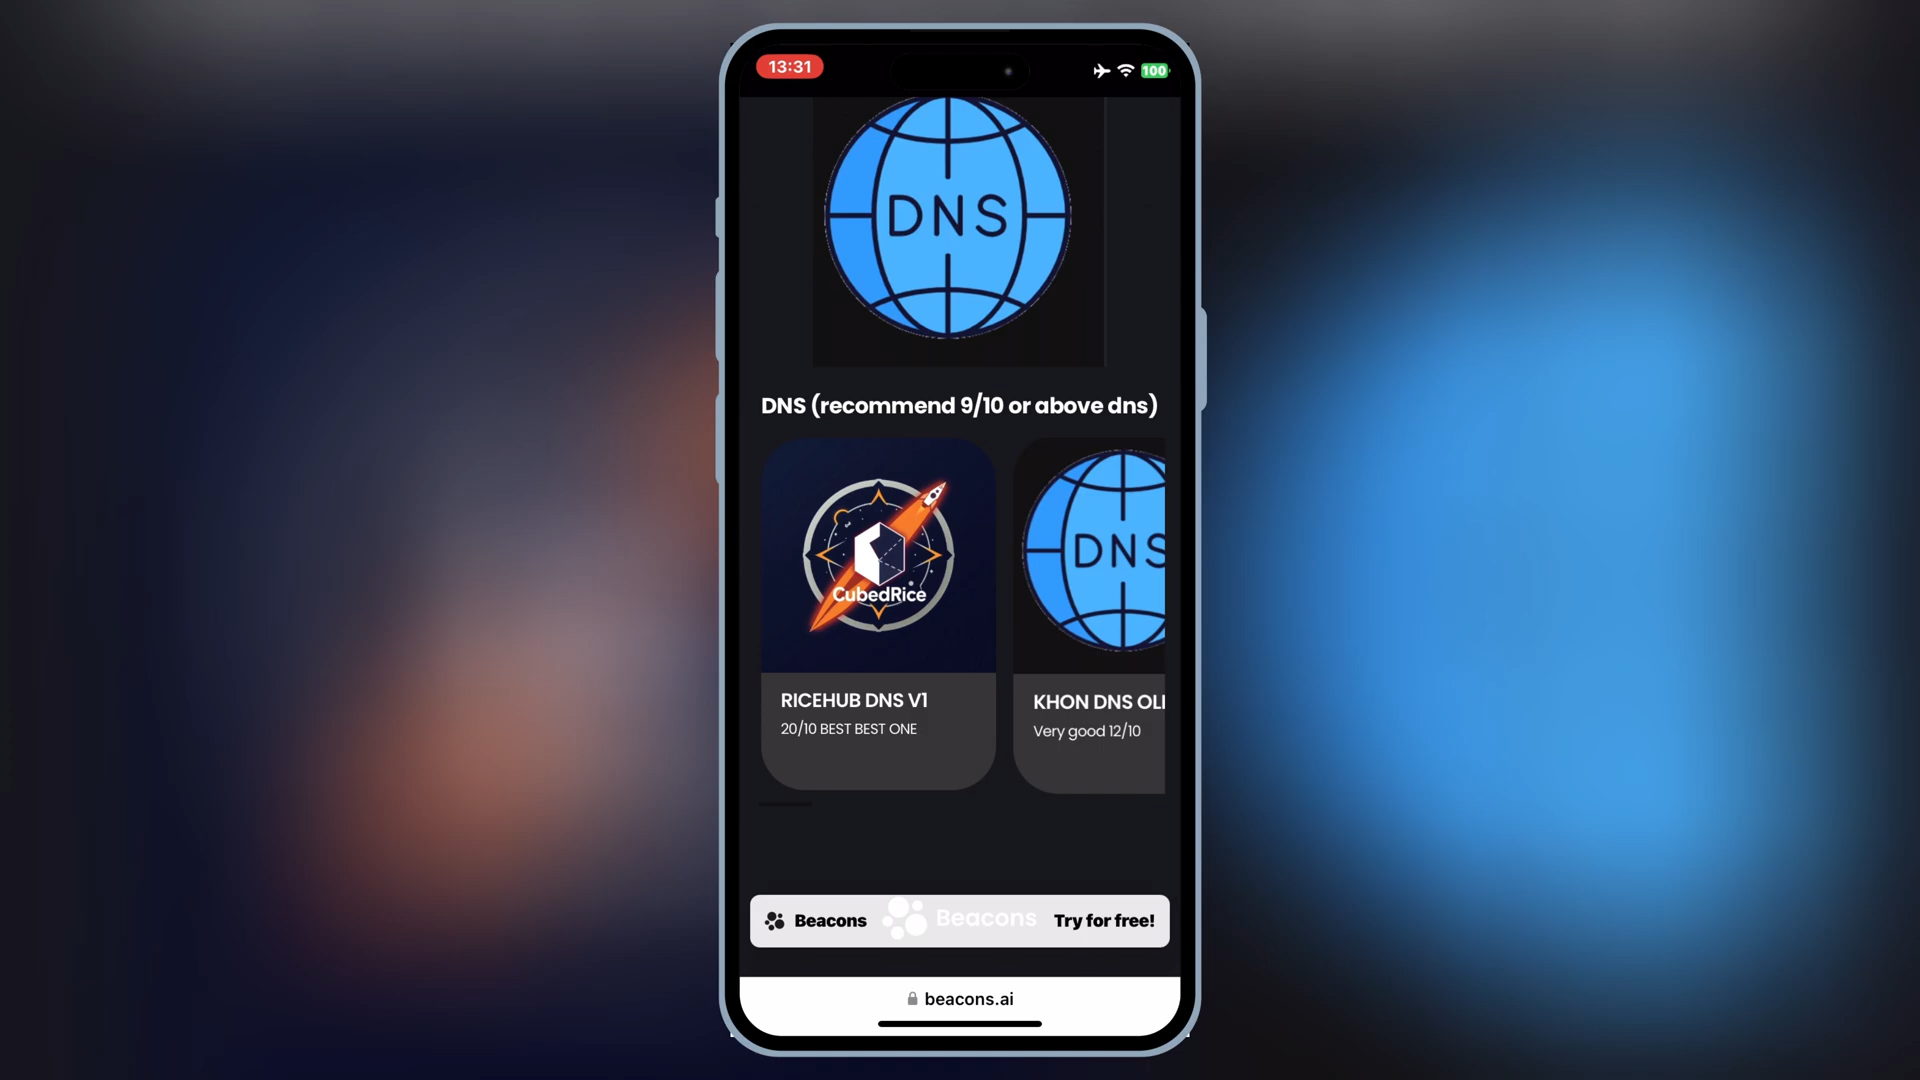 13:31
100
DNS
DNS (recommend 9/10 or above dns)
CubedRice
DNS
RICEHUB DNS V1
20/10 BEST BEST ONE
KHON DNS OL
Very good 12/10
Beacons
Beacons
Try for free!
beacons.ai